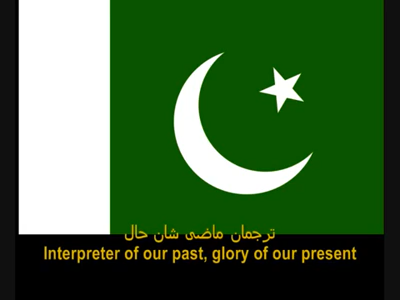 ترجمان ماضی شان حال
Interpreter of our past, glory of our present